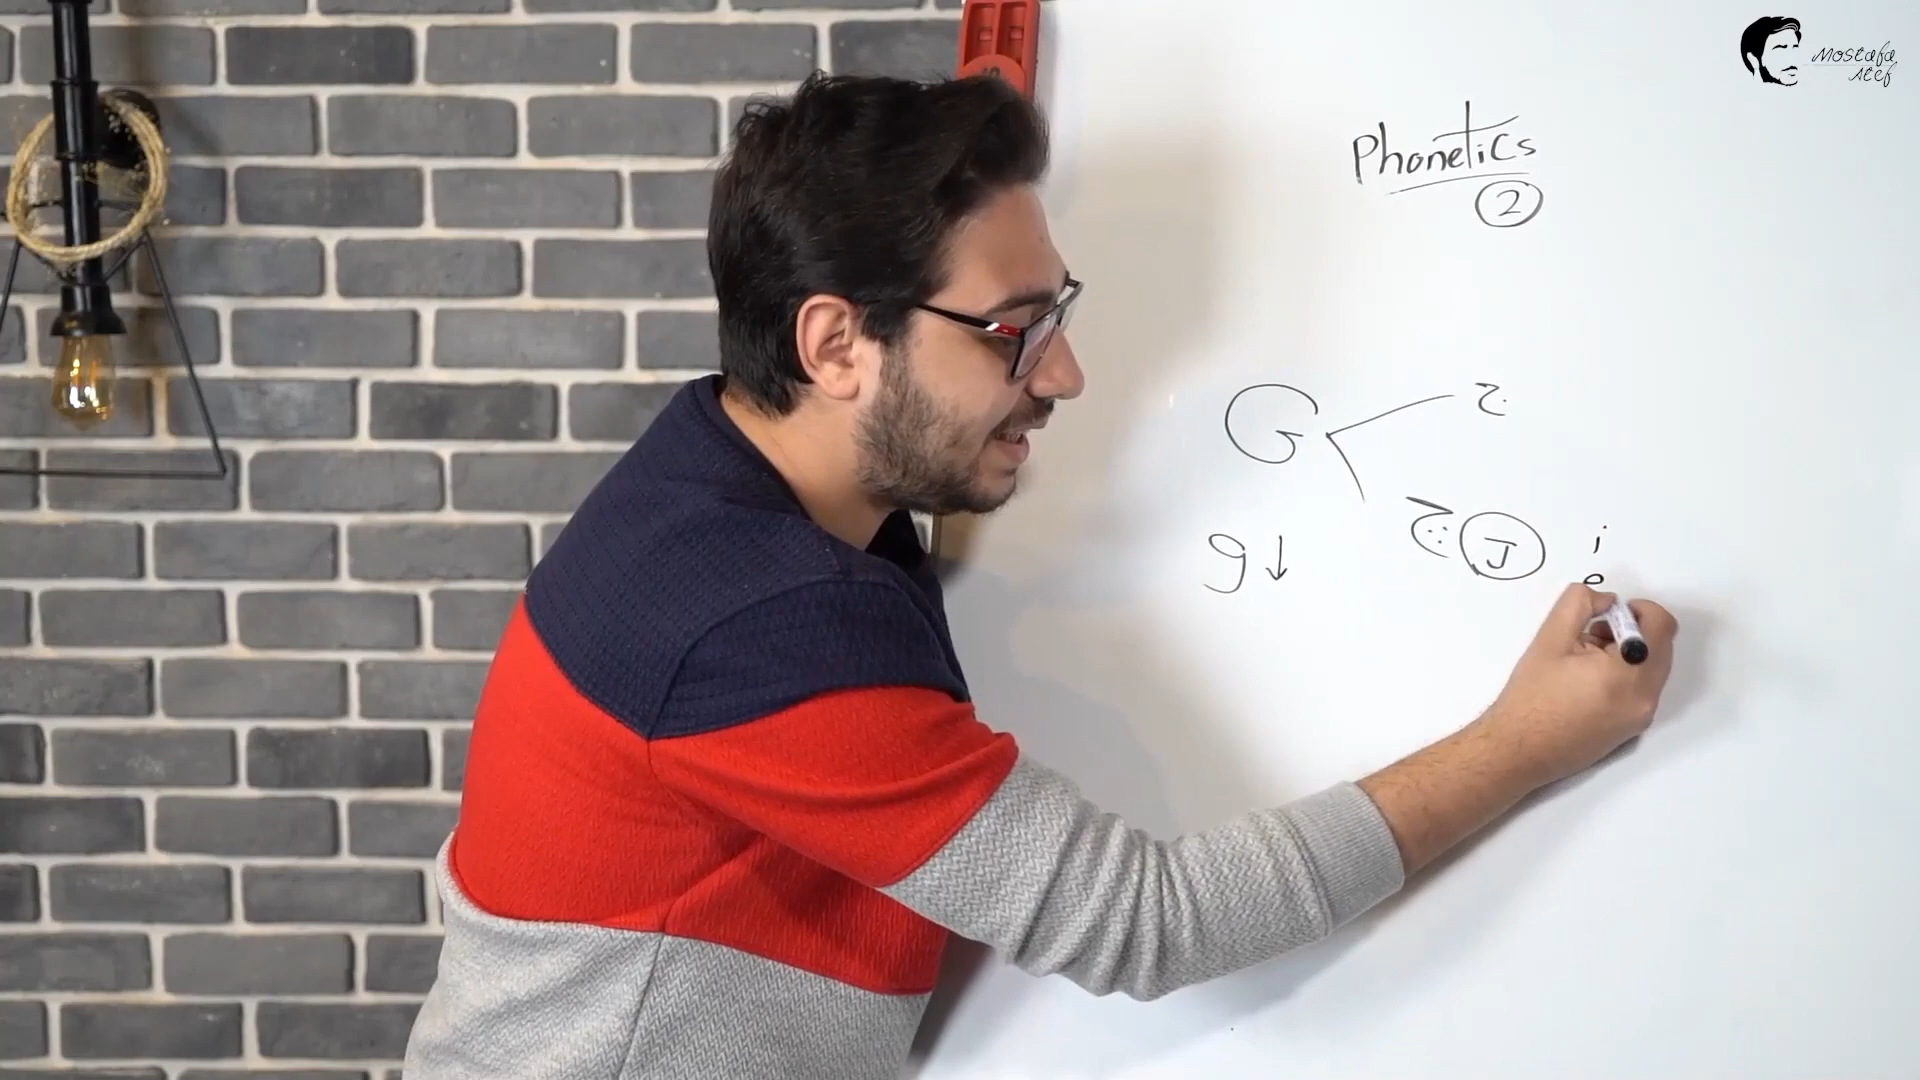 Mostafa
Atef
Phonetics
2
G ج
g ↓ چ J i
e